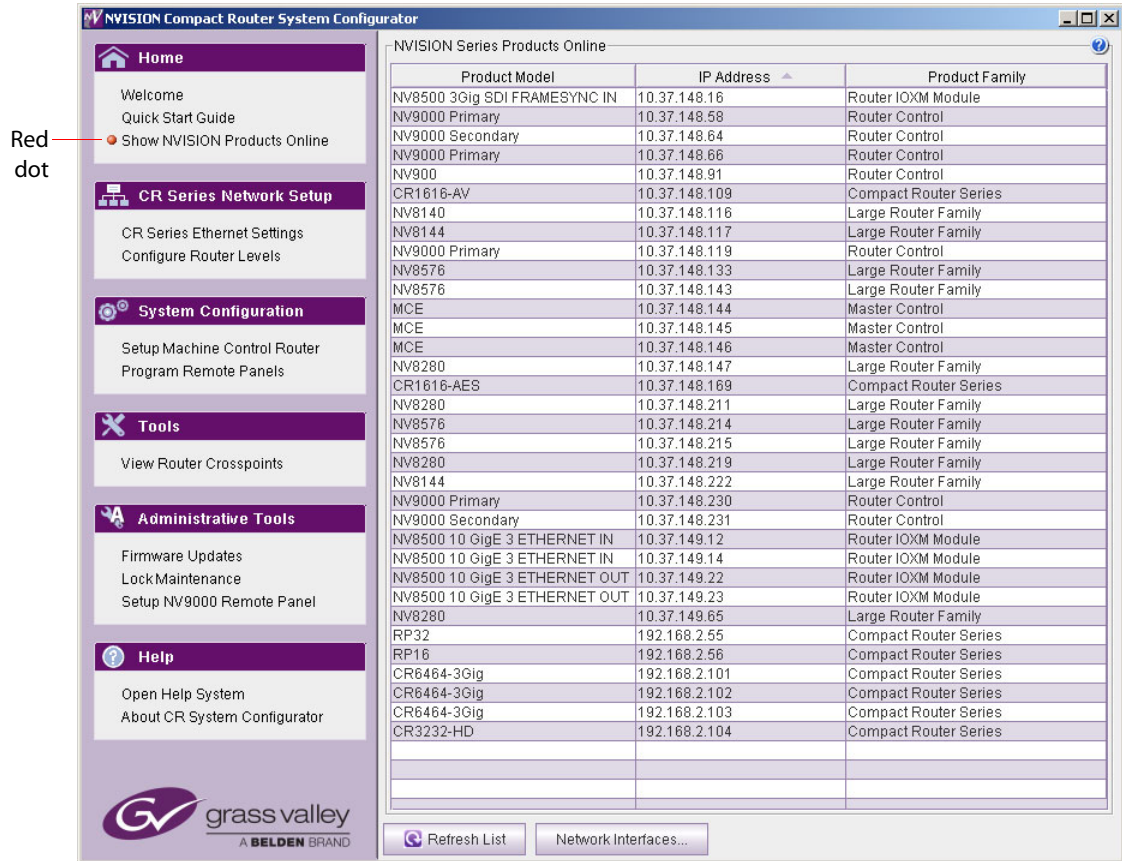 NVISION Compact Router System Configurator
Red
dot
Home
Welcome
Quick Start Guide
Show NVISION Products Online
CR Series Network Setup
CR Series Ethernet Settings
Configure Router Levels
System Configuration
Setup Machine Control Router
Program Remote Panels
Tools
View Router Crosspoints
Administrative Tools
Firmware Updates
Lock Maintenance
Setup NV9000 Remote Panel
Help
Open Help System
About CR System Configurator
grass valley
A BELDEN BRAND
NVISION Series Products Online
Product Model IP Address Product Family
NV8500 3Gig SDI FRAMESYNC IN 10.37.148.16 Router IOXM Module
NV9000 Primary 10.37.148.58 Router Control
NV9000 Secondary 10.37.148.64 Router Control
NV9000 Primary 10.37.148.66 Router Control
NV900 10.37.148.91 Router Control
CR1616-AV 10.37.148.109 Compact Router Series
NV8140 10.37.148.116 Large Router Family
NV8144 10.37.148.117 Large Router Family
NV9000 Primary 10.37.148.119 Router Control
NV8576 10.37.148.133 Large Router Family
NV8576 10.37.148.143 Large Router Family
MCE 10.37.148.144 Master Control
MCE 10.37.148.145 Master Control
MCE 10.37.148.146 Master Control
NV8280 10.37.148.147 Large Router Family
CR1616-AES 10.37.148.169 Compact Router Series
NV8280 10.37.148.211 Large Router Family
NV8576 10.37.148.214 Large Router Family
NV8576 10.37.148.215 Large Router Family
NV8280 10.37.148.219 Large Router Family
NV8144 10.37.148.222 Large Router Family
NV9000 Primary 10.37.148.230 Router Control
NV9000 Secondary 10.37.148.231 Router Control
NV8500 10 GigE 3 ETHERNET IN 10.37.149.12 Router IOXM Module
NV8500 10 GigE 3 ETHERNET IN 10.37.149.14 Router IOXM Module
NV8500 10 GigE 3 ETHERNET OUT 10.37.149.22 Router IOXM Module
NV8500 10 GigE 3 ETHERNET OUT 10.37.149.23 Router IOXM Module
NV8280 10.37.149.65 Large Router Family
RP32 192.168.2.55 Compact Router Series
RP16 192.168.2.56 Compact Router Series
CR6464-3Gig 192.168.2.101 Compact Router Series
CR6464-3Gig 192.168.2.102 Compact Router Series
CR6464-3Gig 192.168.2.103 Compact Router Series
CR3232-HD 192.168.2.104 Compact Router Series
Refresh List Network Interfaces...